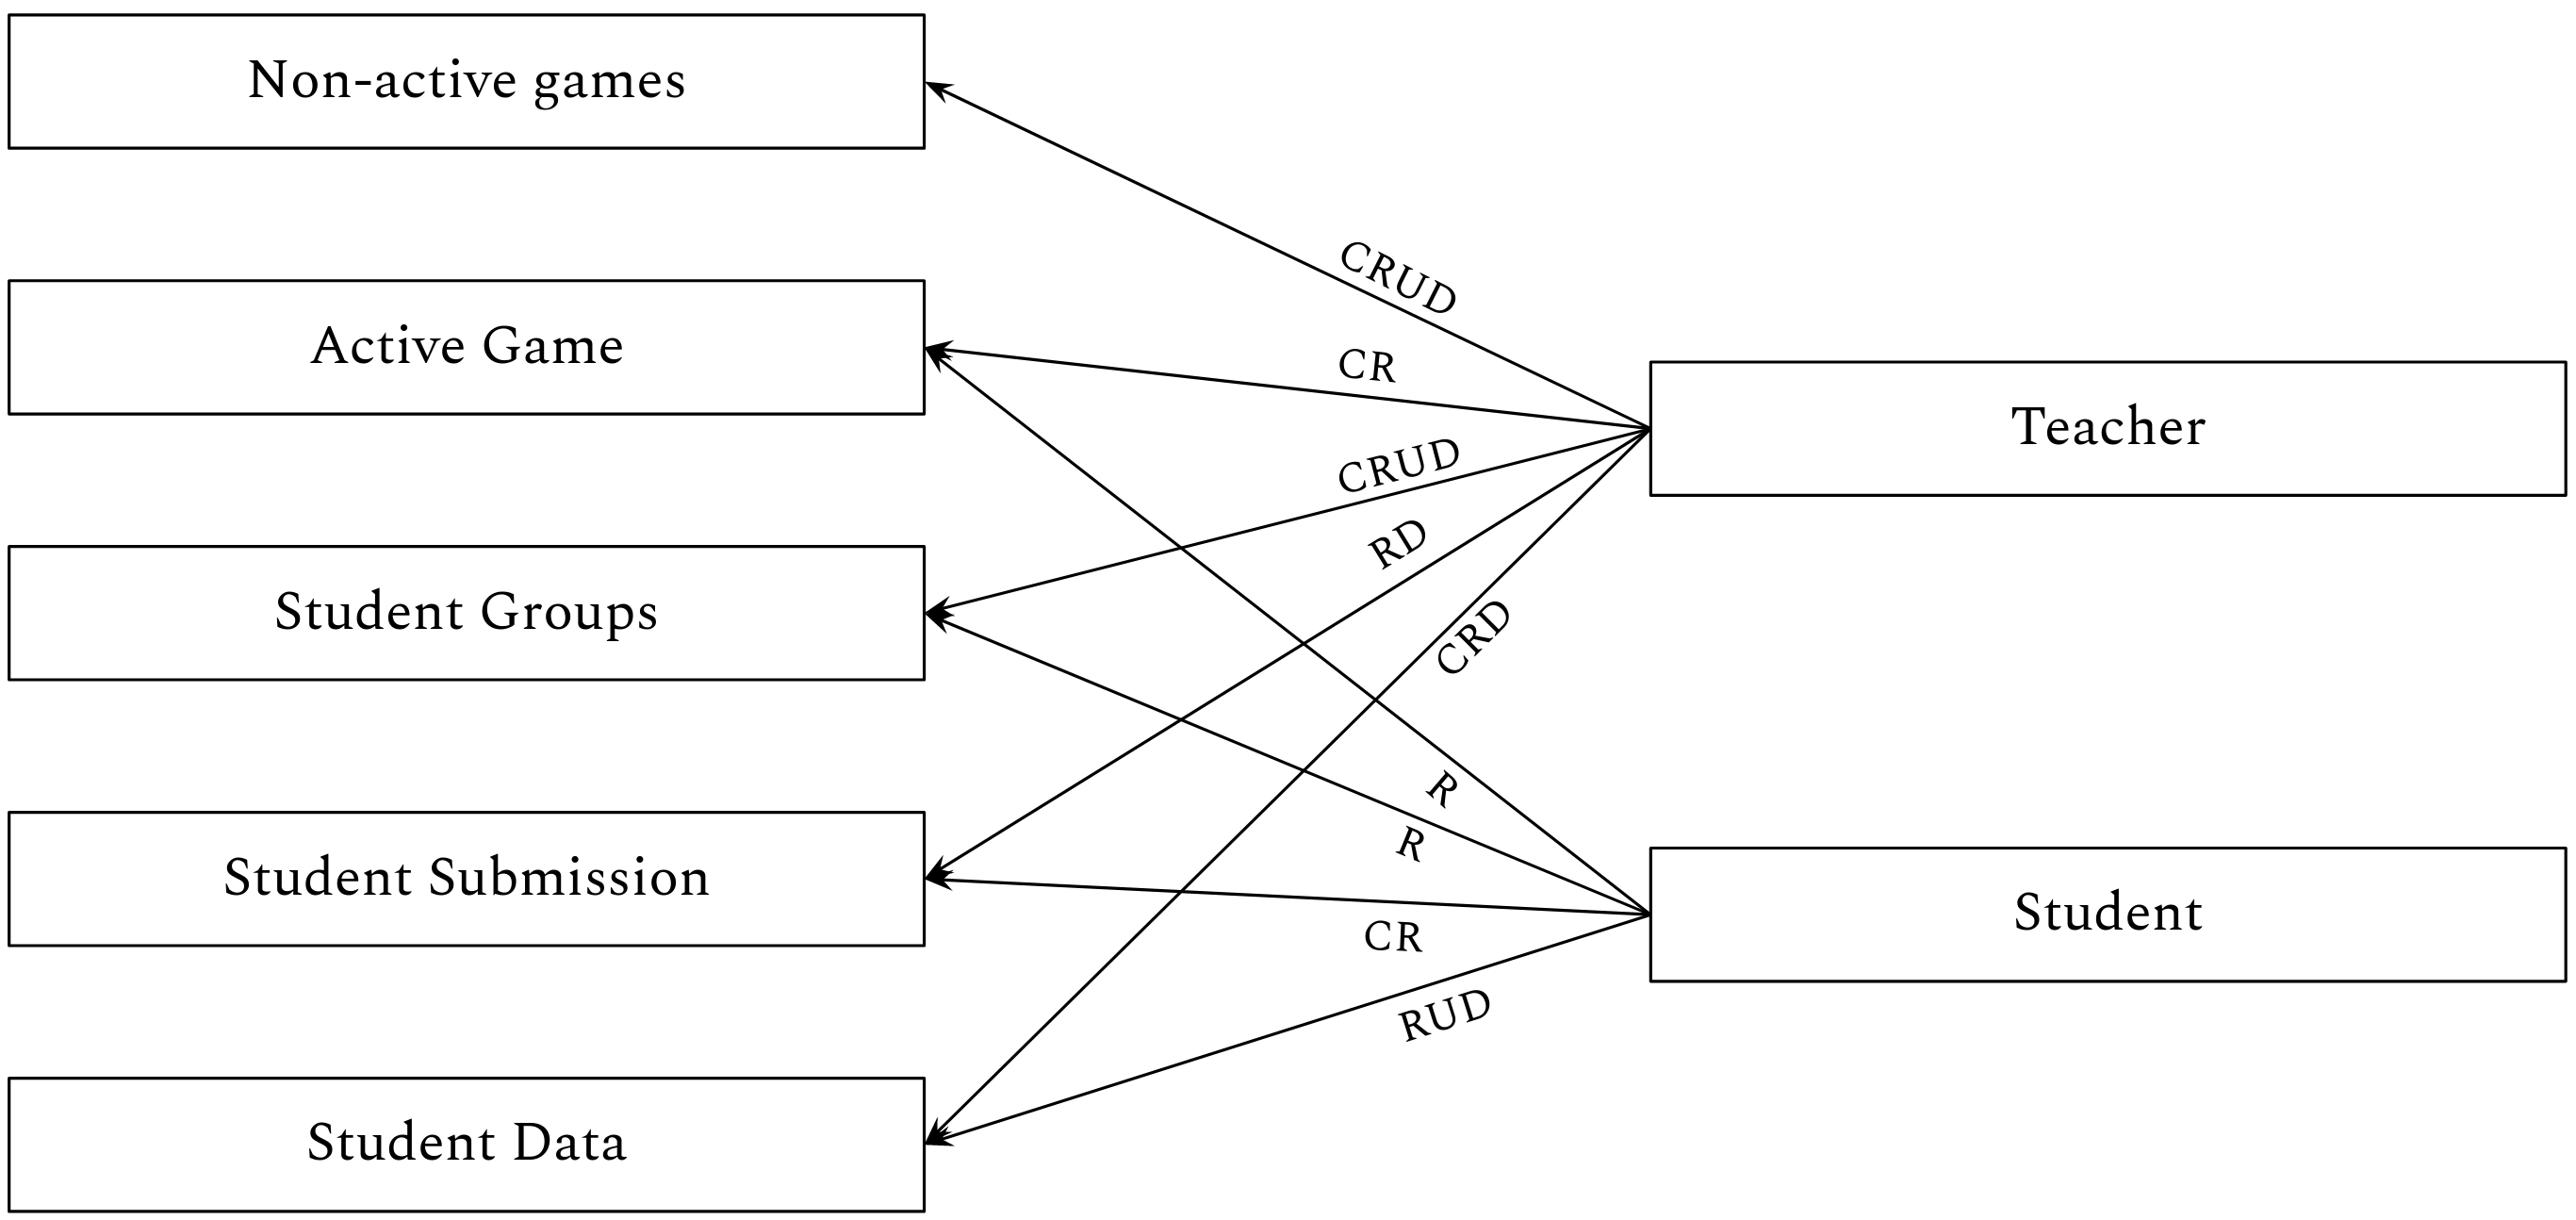 Non-active games
Active Game
Student Groups
Student Submission
Student Data
CRUD
CR
CRUD
RD
CRD
R
R
CR
RUD
Teacher
Student